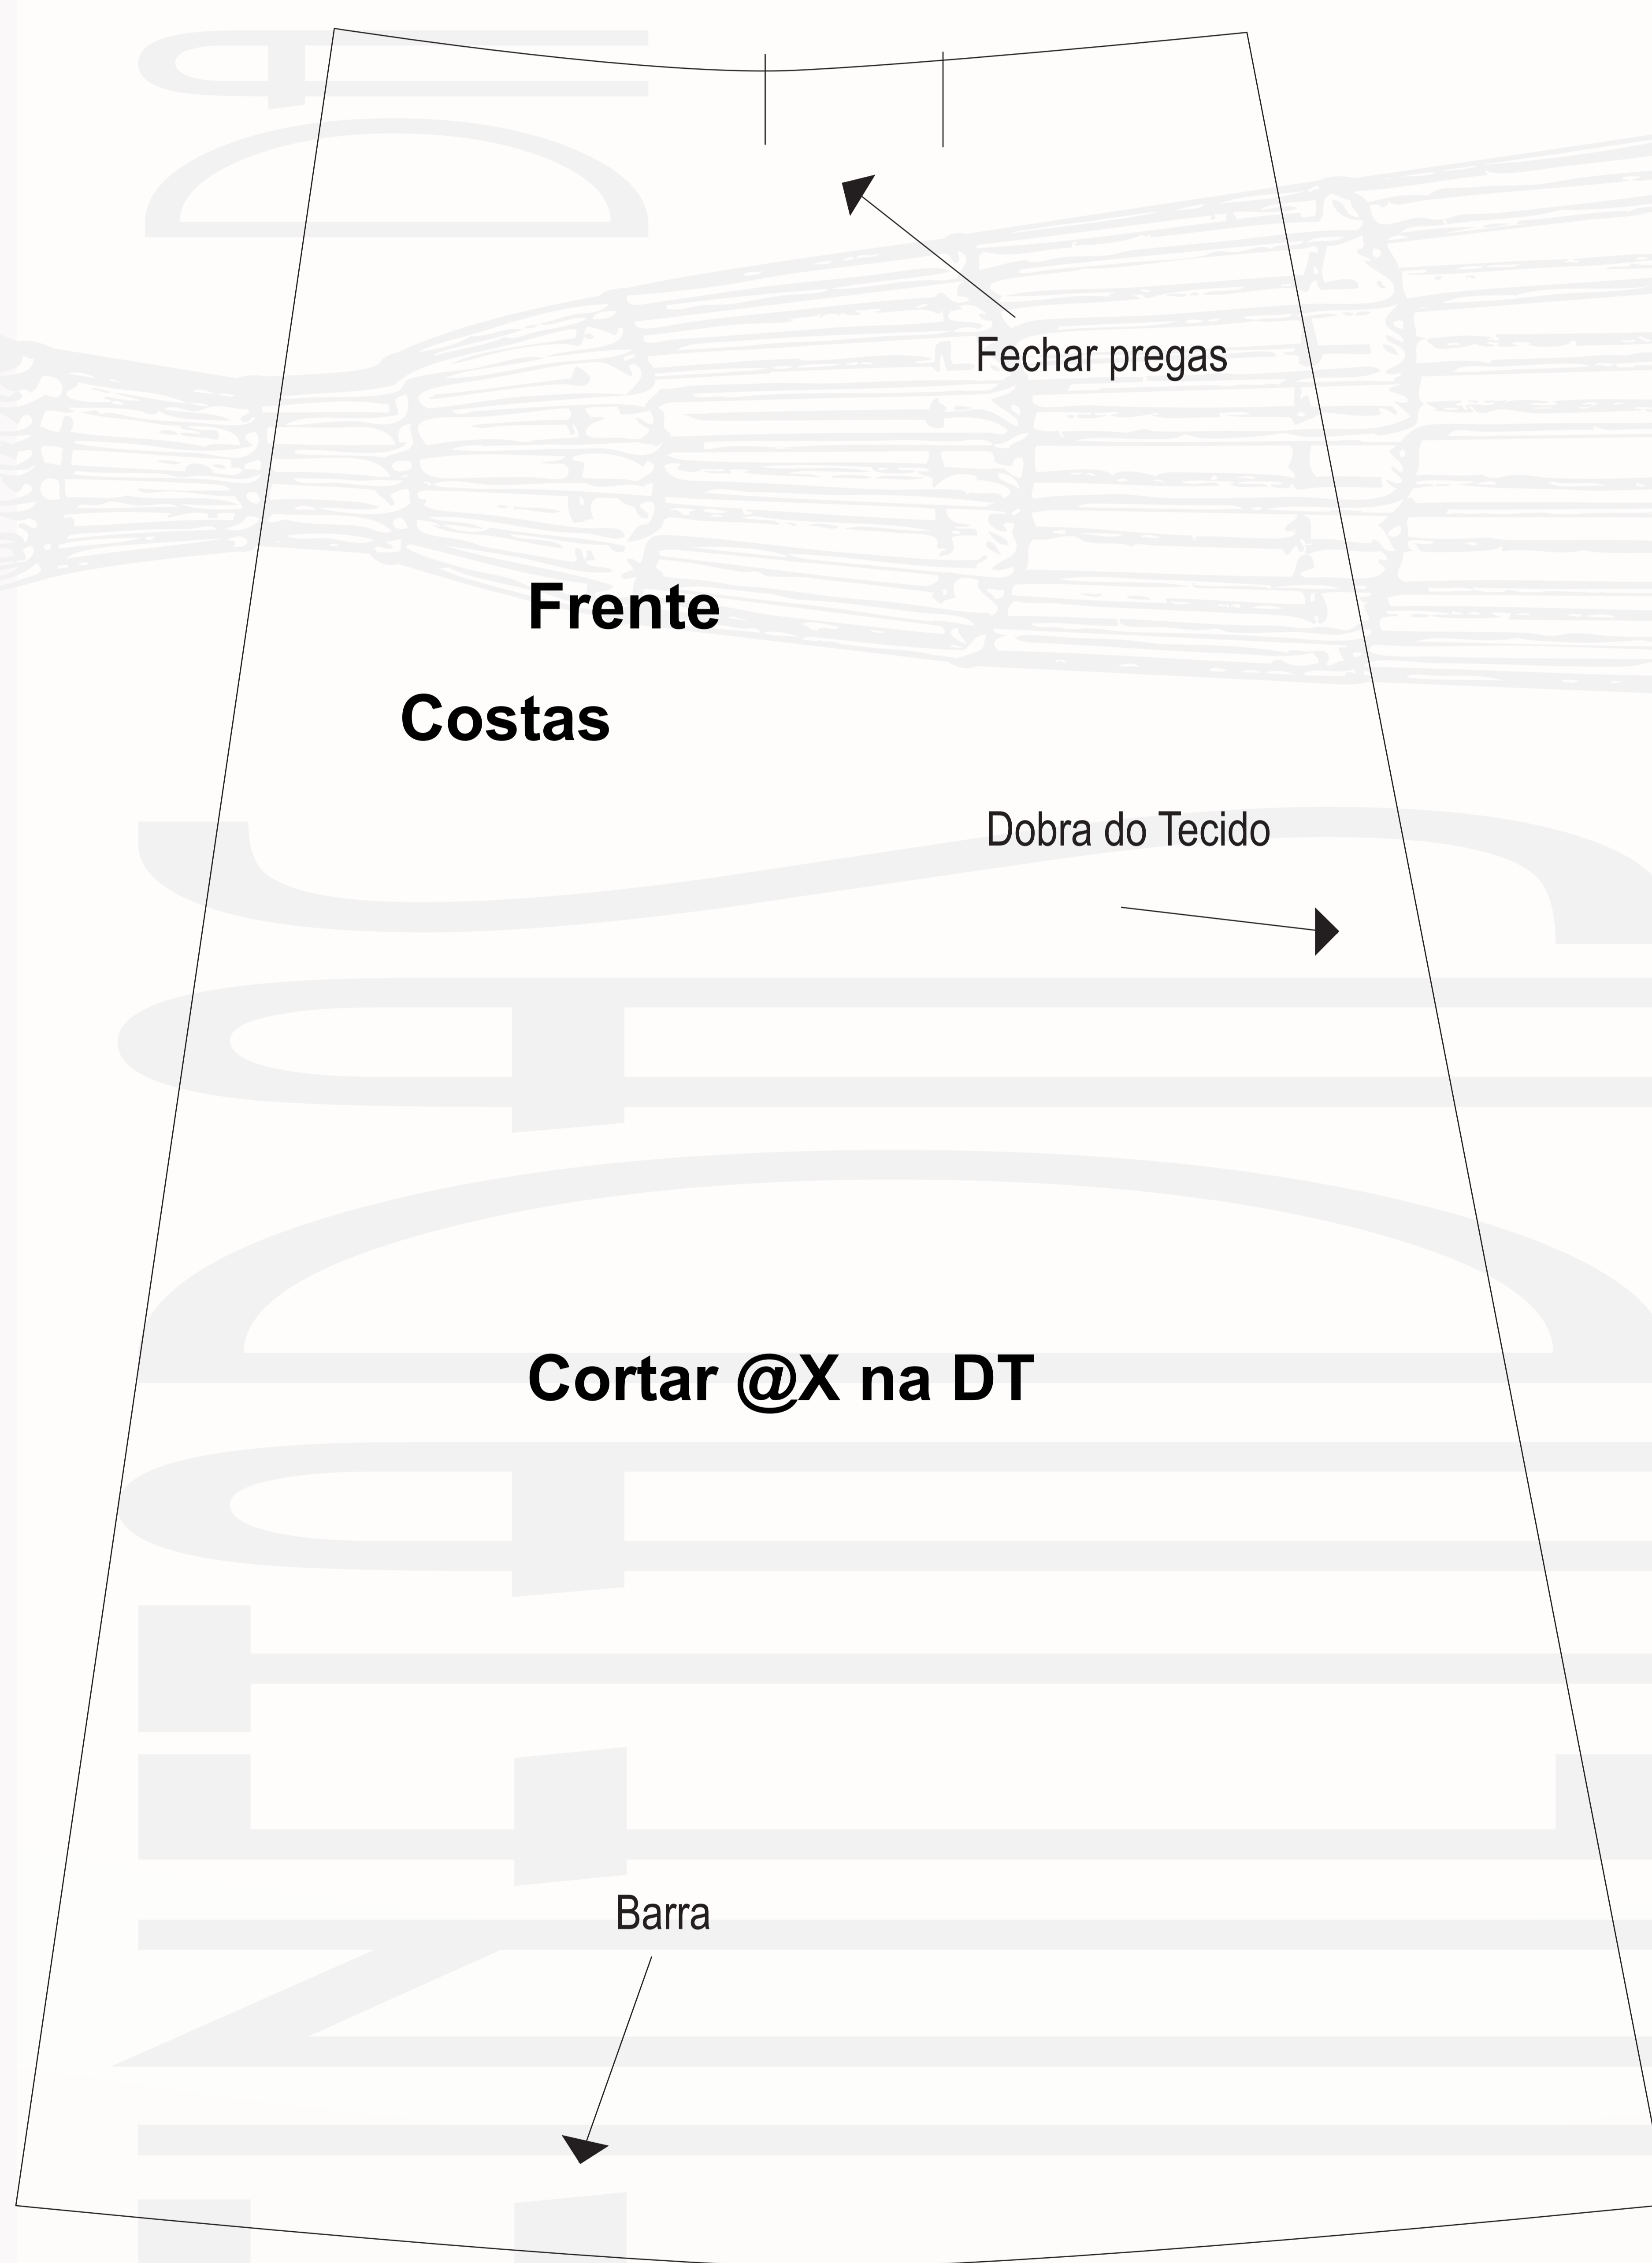 Fechar pregas
Frente
Costas
Dobra do Tecido
Cortar @X na DT
Barra